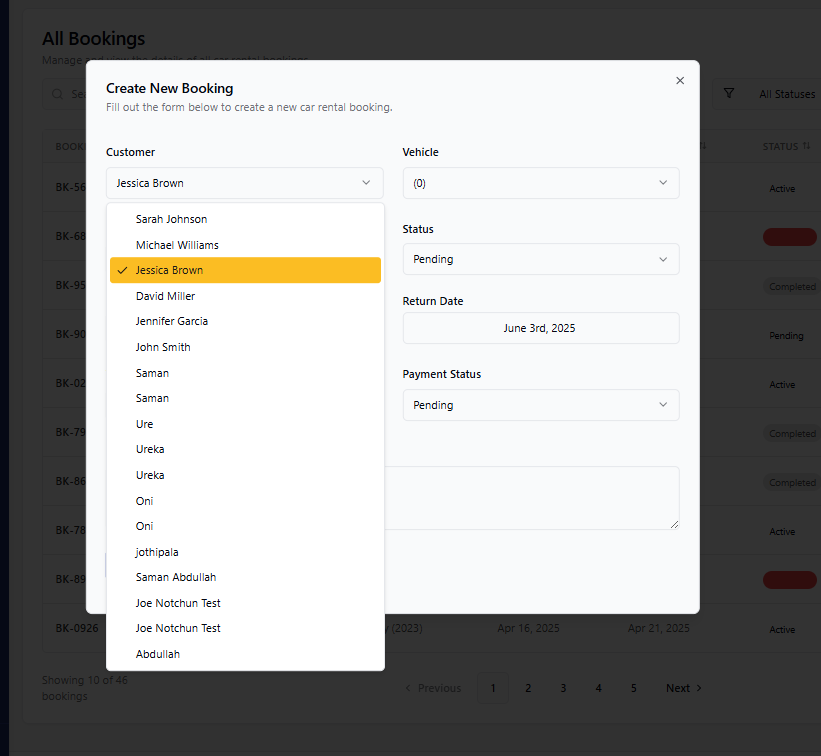 All Bookings
Manage and view the details of all car rental bookings
All Statuses
Create New Booking
Fill out the form below to create a new car rental booking.
Customer
Jessica Brown
Sarah Johnson
Michael Williams
Jessica Brown
David Miller
Jennifer Garcia
John Smith
Saman
Saman
Ure
Ureka
Ureka
Oni
Oni
jothipala
Saman Abdullah
Joe Notchun Test
Joe Notchun Test
Abdullah
Vehicle
(0)
Status
Pending
Return Date
June 3rd, 2025
Payment Status
Pending
STATUS
BK-56 Active
BK-68
BK-95 Completed
BK-90 Pending
BK-02 Active
BK-79 Completed
BK-86 Completed
BK-78 Active
BK-89
BK-0926 (2023) Apr 16, 2025 Apr 21, 2025 Active
Showing 10 of 46
bookings
Previous 1 2 3 4 5 Next